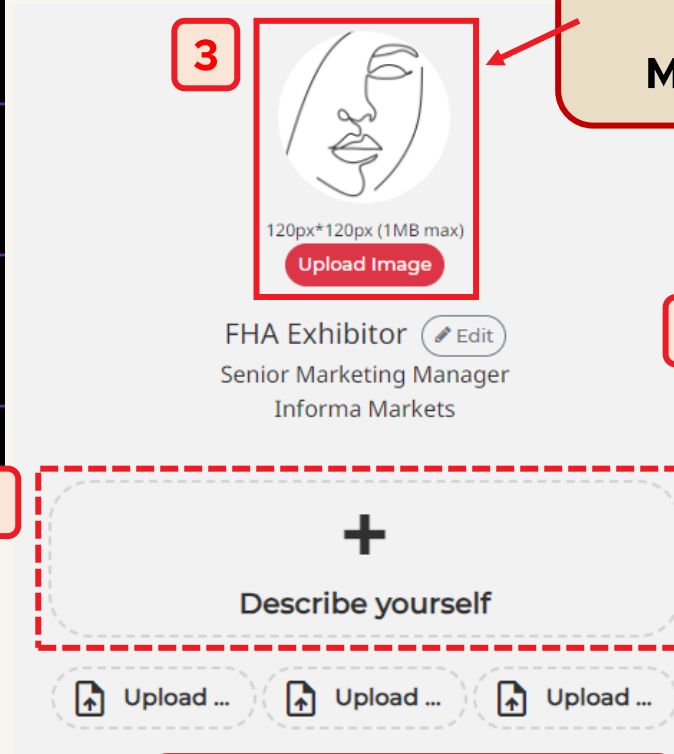 3
M
120px*120px (1MB max)
Upload Image
FHA Exhibitor Edit
Senior Marketing Manager
Informa Markets
+
Describe yourself
Upload ... Upload ... Upload ...